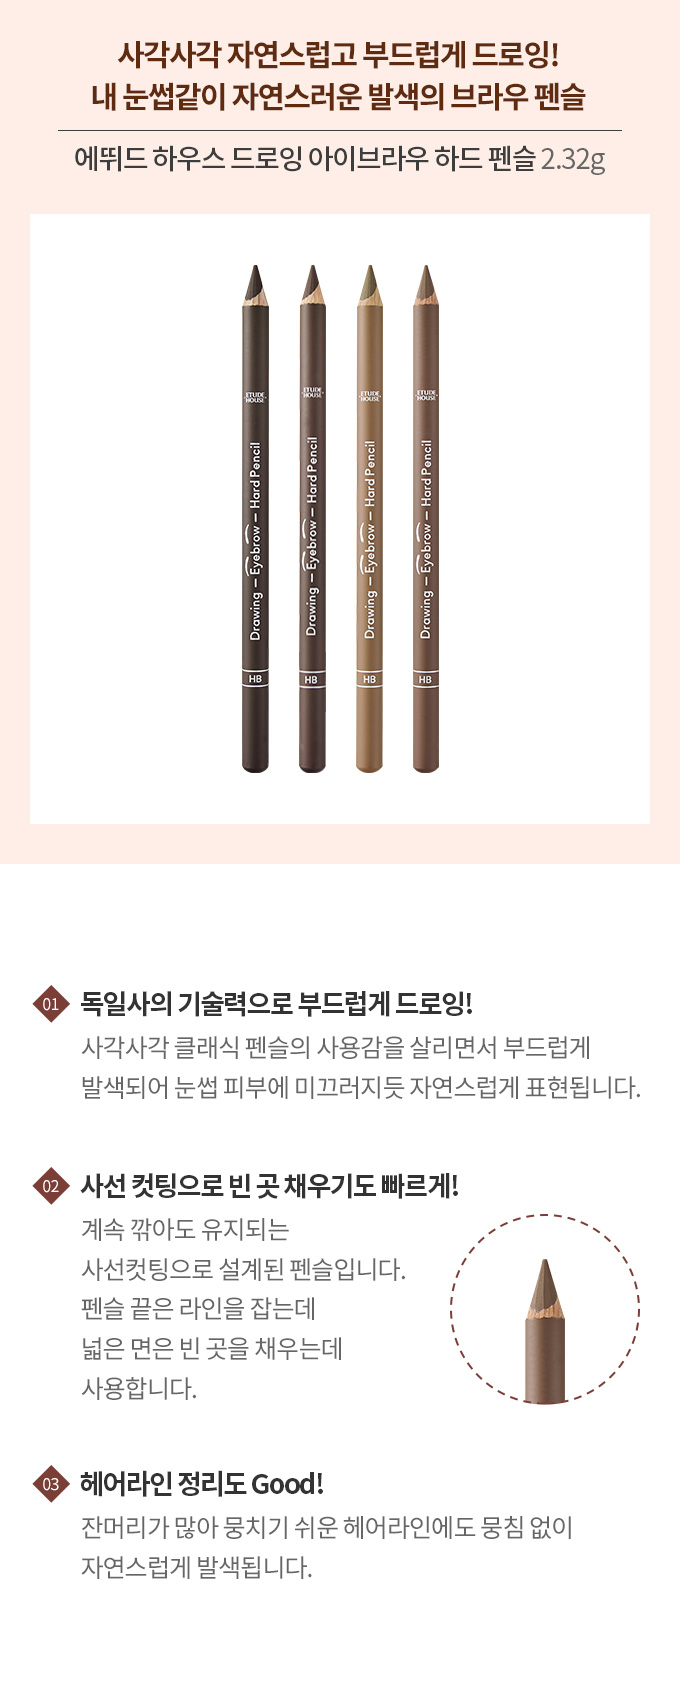 사각사각 자연스럽고 부드럽게 드로잉!
내 눈썹같이 자연스러운 발색의 브라우 펜슬
에뛰드 하우스 드로잉 아이브라우 하드 펜슬 2.32g
ETUDE HOUSE
Drawing – Eyebrow – Hard Pencil
HB
ETUDE HOUSE
Drawing – Eyebrow – Hard Pencil
HB
ETUDE HOUSE
Drawing – Eyebrow – Hard Pencil
HB
ETUDE HOUSE
Drawing – Eyebrow – Hard Pencil
HB
01 독일사의 기술력으로 부드럽게 드로잉!
사각사각 클래식 펜슬의 사용감을 살리면서 부드럽게
발색되어 눈썹 피부에 미끄러지듯 자연스럽게 표현됩니다.
02 사선 컷팅으로 빈 곳 채우기도 빠르게!
계속 깎아도 유지되는
사선컷팅으로 설계된 펜슬입니다.
펜슬 끝은 라인을 잡는데
넓은 면은 빈 곳을 채우는데
사용합니다.
03 헤어라인 정리도 Good!
잔머리가 많아 뭉치기 쉬운 헤어라인에도 뭉침 없이
자연스럽게 발색됩니다.